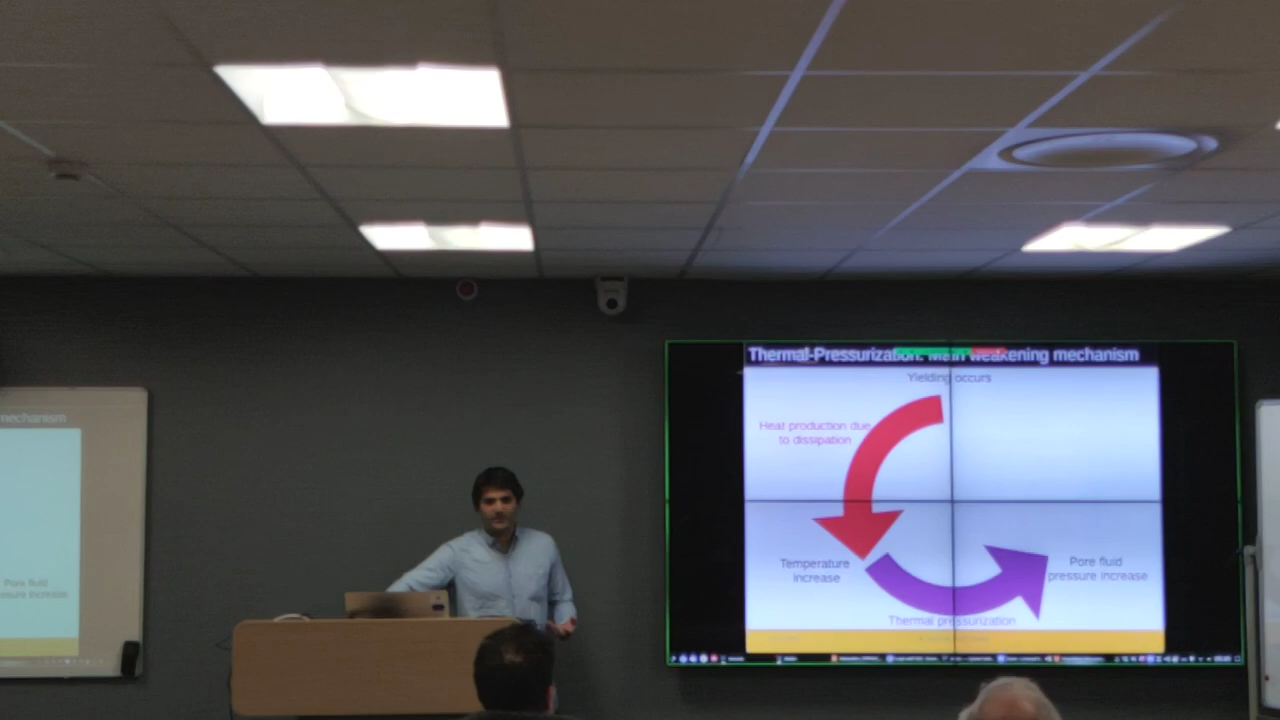 Thermal-Pressurization: Main weakening mechanism
Yielding occurs
Heat production due
to dissipation
Temperature
increase
Pore fluid
pressure increase
Thermal pressurization
mechanism
Pore fluid
pressure increase